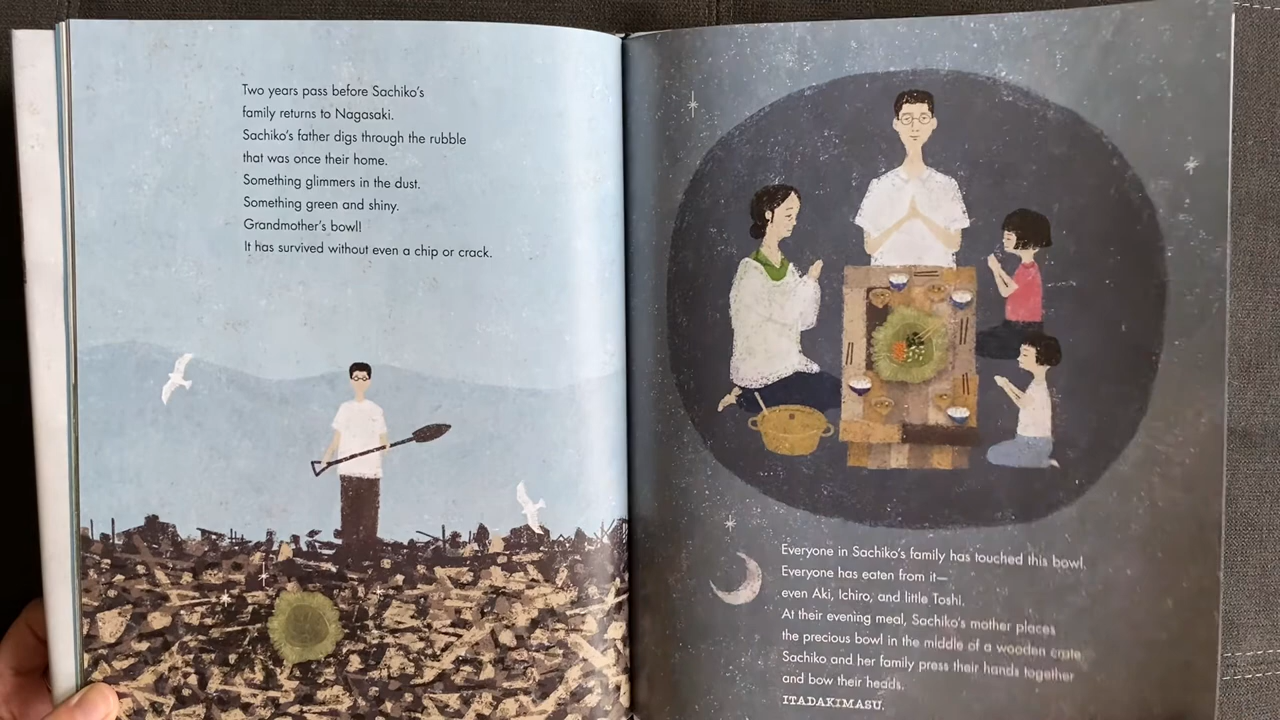 Two years pass before Sachiko's
family returns to Nagasaki.
Sachiko's father digs through the rubble
that was once their home.
Something glimmers in the dust.
Something green and shiny.
Grandmother's bowl!
It has survived without even a chip or crack.
Everyone in Sachiko's family has touched this bowl.
Everyone has eaten from it—
even Aki, Ichiro, and little Toshi.
At their evening meal, Sachiko's mother places
the precious bowl in the middle of a wooden crate.
Sachiko and her family press their hands together
and bow their heads.
ITADAKIMASU.